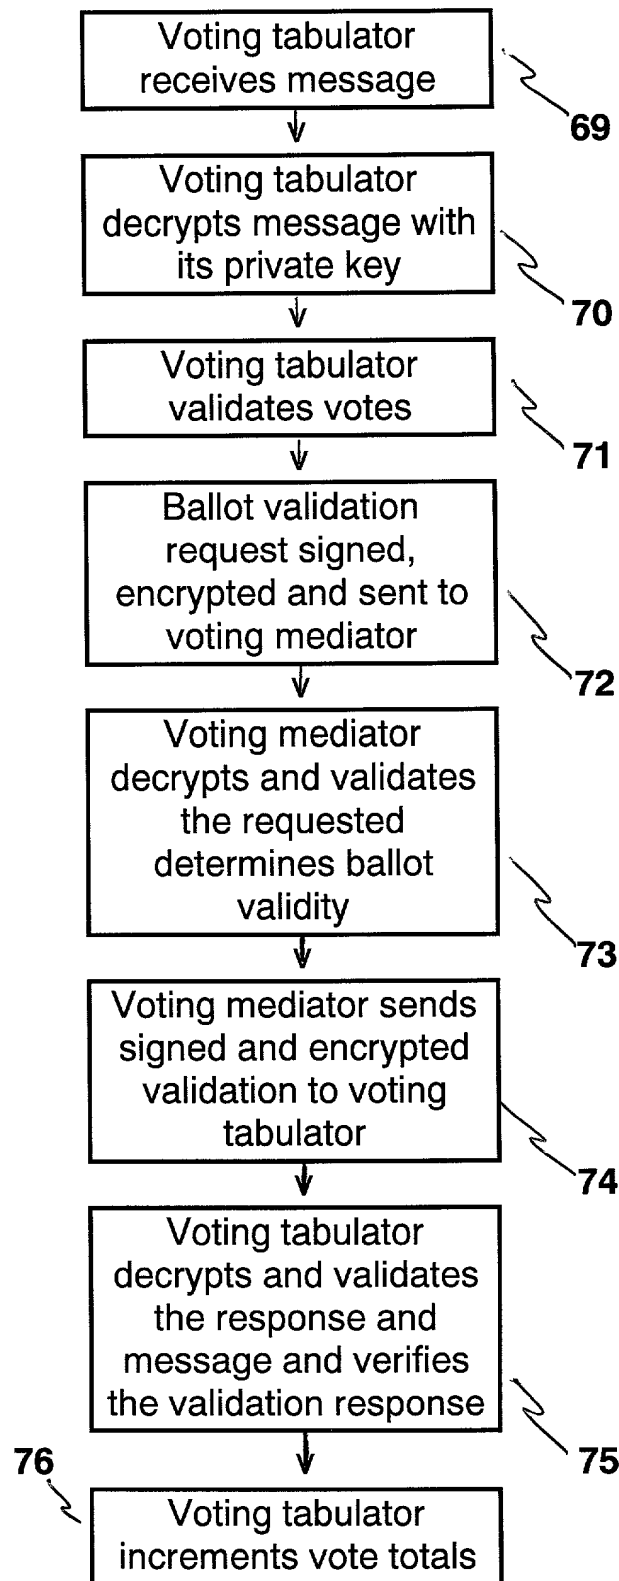 Voting tabulator
receives message
69
Voting tabulator
decrypts message with
its private key
70
Voting tabulator
validates votes
71
Ballot validation
request signed,
encrypted and sent to
voting mediator
72
Voting mediator
decrypts and validates
the requested
determines ballot
validity
73
Voting mediator sends
signed and encrypted
validation to voting
tabulator
74
Voting tabulator
decrypts and validates
the response and
message and verifies
the validation response
75
76
Voting tabulator
increments vote totals